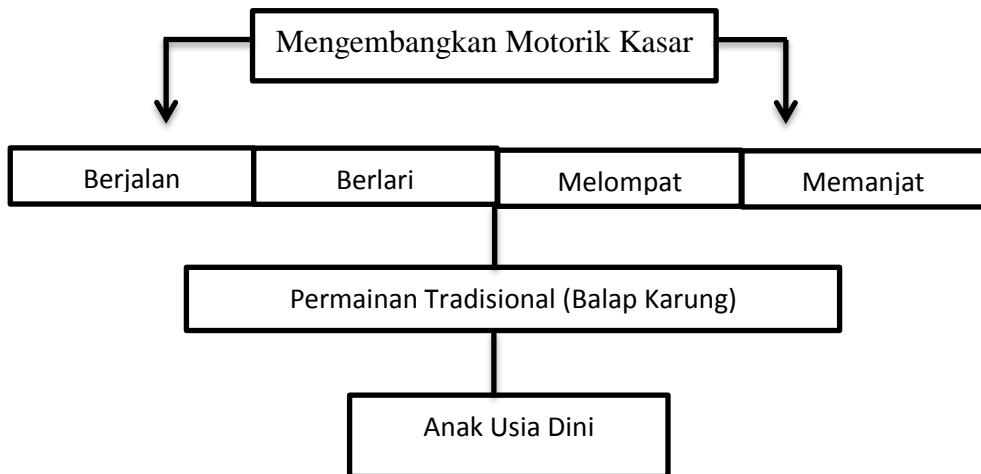 Mengembangkan Motorik Kasar
Berjalan
Berlari
Melompat
Memanjat
Permainan Tradisional (Balap Karung)
Anak Usia Dini